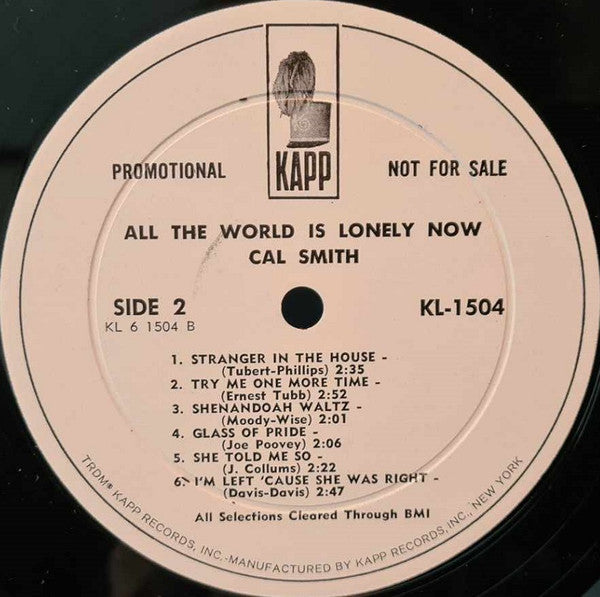 KAPP
PROMOTIONAL
NOT FOR SALE
ALL THE WORLD IS LONELY NOW
CAL SMITH
SIDE 2
KL-1504
KL 6 1504 B
1. STRANGER IN THE HOUSE -
(Tubert-Phillips) 2:35
2. TRY ME ONE MORE TIME -
(Ernest Tubb) 2:52
3. SHENANDOAH WALTZ -
(Moody-Wise) 2:01
4. GLASS OF PRIDE -
(Joe Poovey) 2:06
5. SHE TOLD ME SO -
(J. Collums) 2:22
6. I'M LEFT 'CAUSE SHE WAS RIGHT -
(Davis-Davis) 2:47
All Selections Cleared Through BMI
TRDM® KAPP RECORDS, INC.-MANUFACTURED BY KAPP RECORDS, INC., NEW YORK